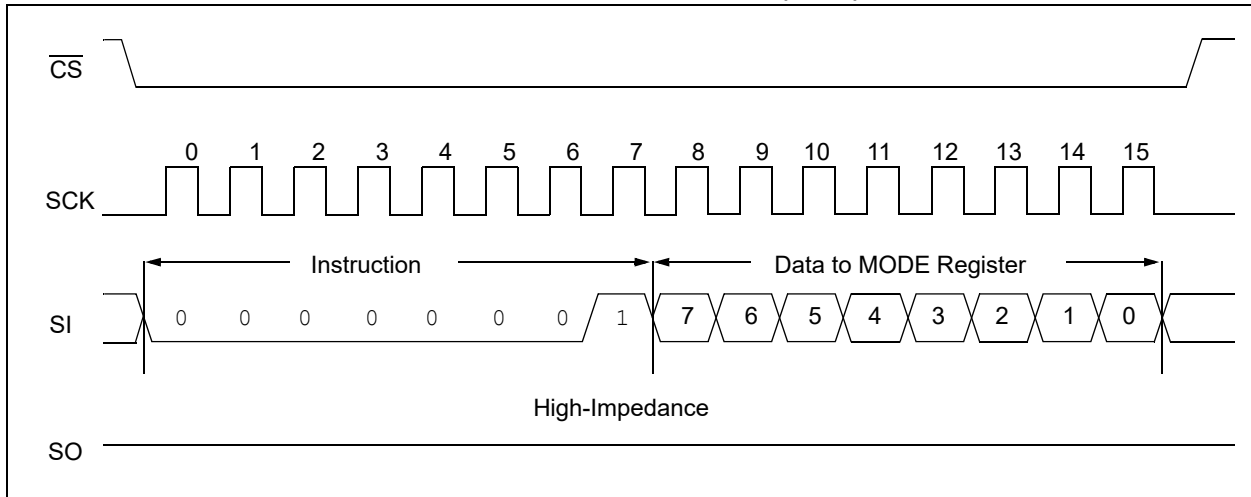 CS
0 1 2 3 4 5 6 7 8 9 10 11 12 13 14 15
SCK
Instruction Data to MODE Register
SI 0 0 0 0 0 0 0 1 7 6 5 4 3 2 1 0
High-Impedance
SO